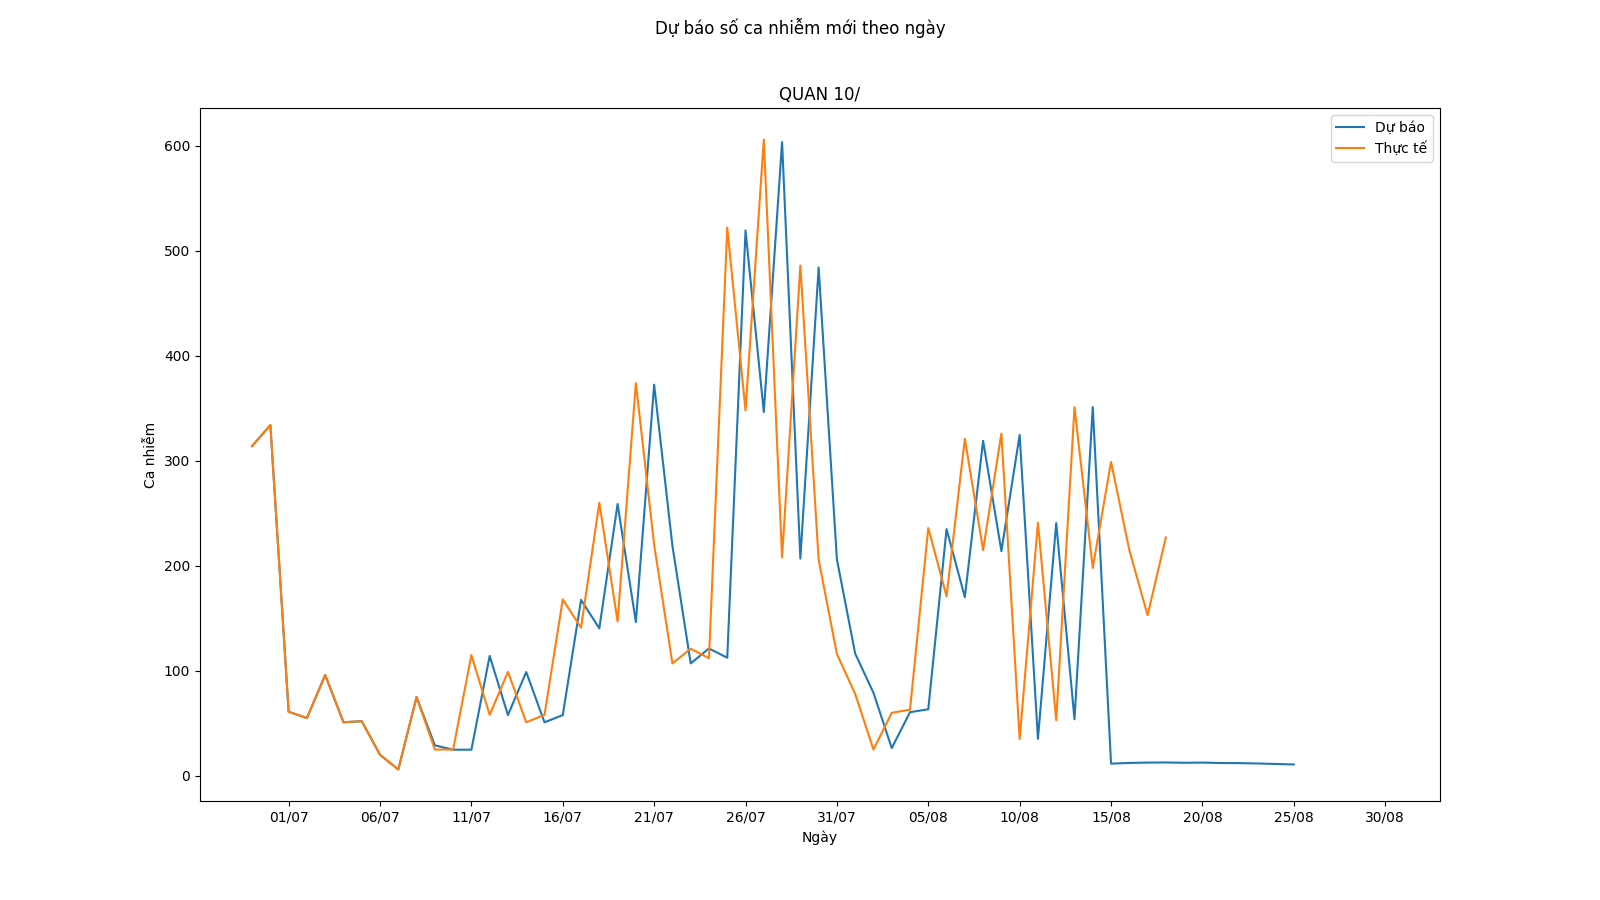 Dự báo số ca nhiễm mới theo ngày
QUAN 10/
Dự báo
Thực tế
600
500
400
300
200
100
0
Ca nhiễm
01/07 06/07 11/07 16/07 21/07 26/07 31/07 05/08 10/08 15/08 20/08 25/08 30/08
Ngày